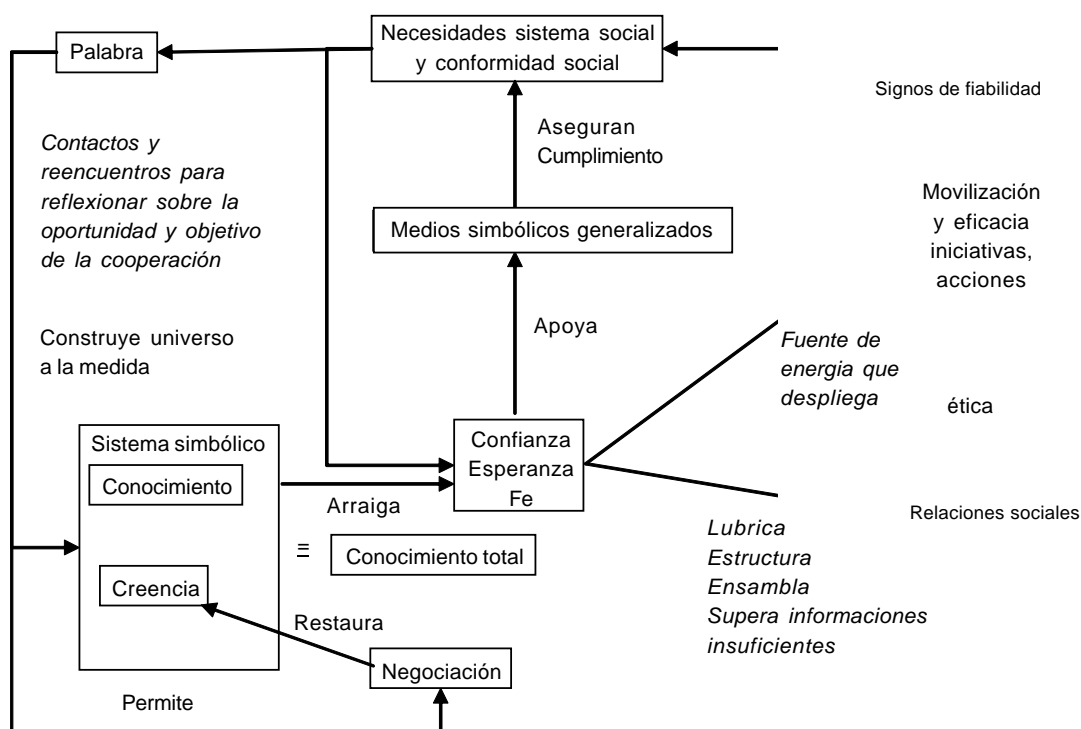 Palabra
Necesidades sistema social
y conformidad social
Signos de fiabilidad
Contactos y
reencuentros para
reflexionar sobre la
oportunidad y objetivo
de la cooperación
Aseguran
Cumplimiento
Movilización
y eficacia
iniciativas,
acciones
Medios simbólicos generalizados
Construye universo
a la medida
Apoya
Fuente de
energia que
despliega
ética
Sistema simbólico
Conocimiento
Confianza
Esperanza
Fe
Arraiga
Relaciones sociales
Lubrica
Estructura
Ensambla
Supera informaciones
insuficientes
≡
Conocimiento total
Creencia
Restaura
Negociación
Permite